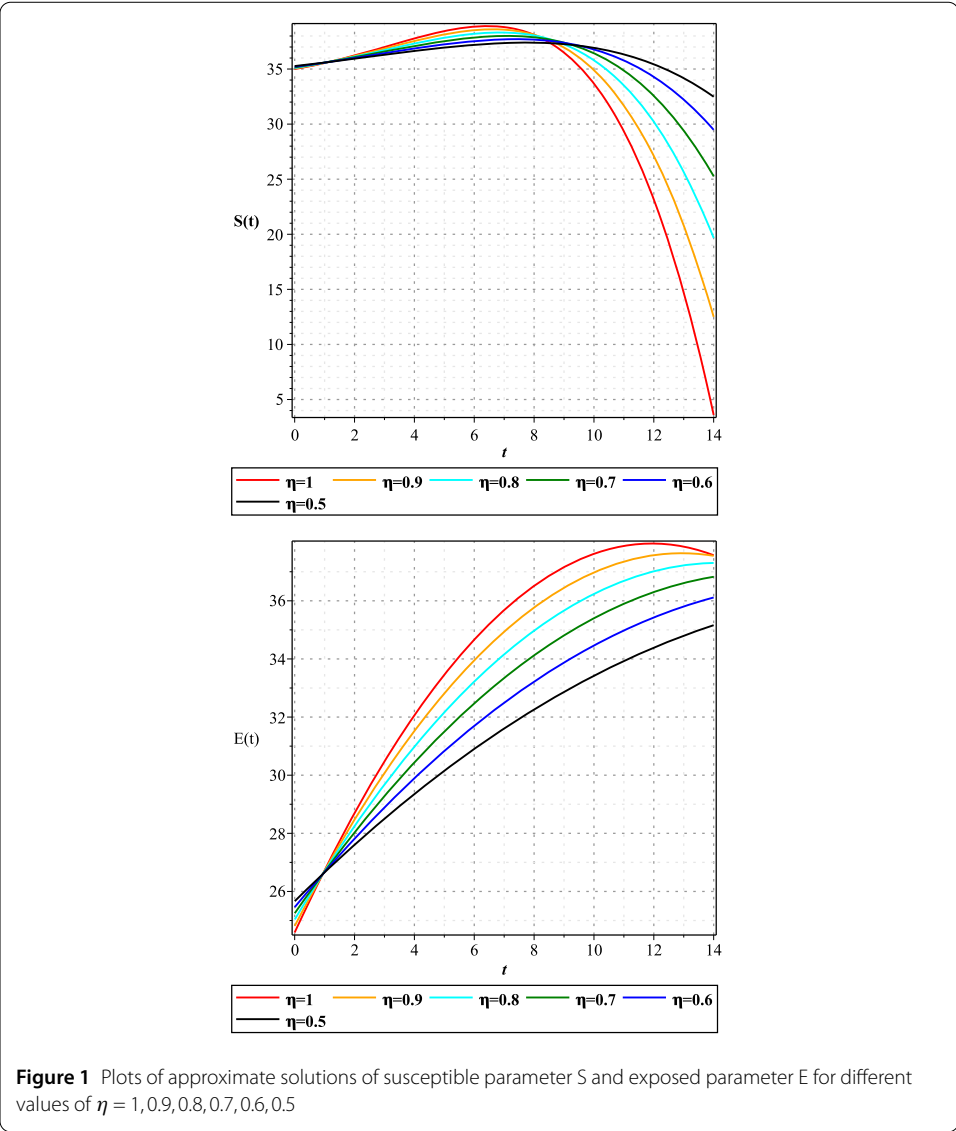 35
30
25
S(t)
20
15
10
5
0 2 4 6 8 10 12 14
t
η=1 η=0.9 η=0.8 η=0.7 η=0.6
η=0.5
36
34
32
E(t)
30
28
26
0 2 4 6 8 10 12 14
t
η=1 η=0.9 η=0.8 η=0.7 η=0.6
η=0.5
Figure 1 Plots of approximate solutions of susceptible parameter S and exposed parameter E for different
values of η = 1, 0.9, 0.8, 0.7, 0.6, 0.5